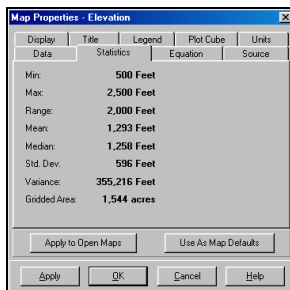 Map Properties - Elevation
Display Title Legend Plot Cube Units
Data Statistics Equation Source
Min: 500 Feet
Max: 2,500 Feet
Range: 2,000 Feet
Mean: 1,293 Feet
Median: 1,258 Feet
Std. Dev. 596 Feet
Variance: 355,216 Feet
Gridded Area: 1,544 acres
Apply to Open Maps Use As Map Defaults
Apply OK Cancel Help